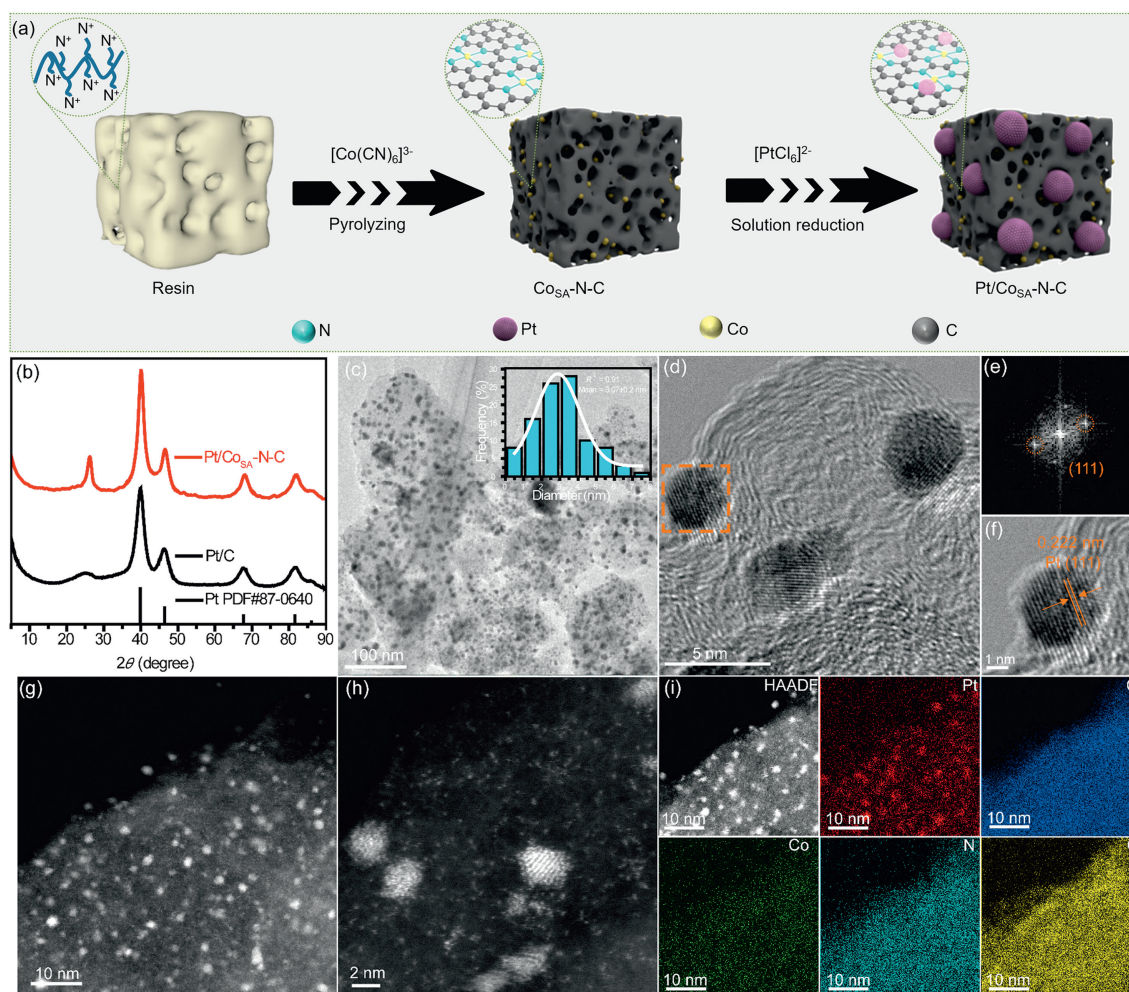 (a)
N⁺ N⁺ N⁺
N⁺ N⁺ N⁺
N⁺
[Co(CN)₆]³⁻
Pyrolyzing
[PtCl₆]²⁻
Solution reduction
Resin
Co_SA-N-C
Pt/Co_SA-N-C
N
Pt
Co
C
(b)
Pt/Co_SA-N-C
Pt/C
Pt PDF#87-0640
10 20 30 40 50 60 70 80 90
2θ (degree)
(c)
Frequency (%)
Diameter (nm)
100 nm
(d)
5 nm
(e)
(111)
(f)
0.223 nm
Pt (111)
1 nm
(g)
10 nm
(h)
2 nm
(i)
HAADF
10 nm
Pt
10 nm
10 nm
Co
10 nm
N
10 nm
10 nm